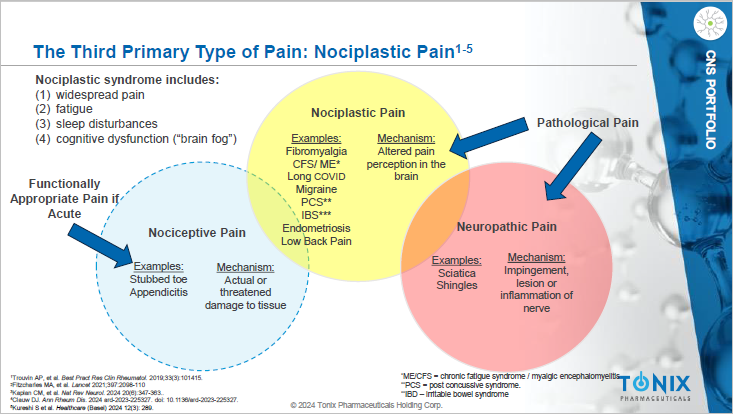 The Third Primary Type of Pain: Nociplastic Pain1-5
CNS PORTFOLIO
Nociplastic syndrome includes:
(1) widespread pain
(2) fatigue
(3) sleep disturbances
(4) cognitive dysfunction (“brain fog”)
Nociplastic Pain
Examples:
Fibromyalgia
CFS/ ME*
Long COVID
Migraine
PCS**
IBS***
Endometriosis
Low Back Pain
Mechanism:
Altered pain
perception in the
brain
Pathological Pain
Functionally
Appropriate Pain if
Acute
Nociceptive Pain
Examples:
Stubbed toe
Appendicitis
Mechanism:
Actual or
threatened
damage to tissue
Neuropathic Pain
Examples:
Sciatica
Shingles
Mechanism:
Impingement,
lesion or
inflammation of
nerve
1Trouvin AP, et al. Best Pract Res Clin Rheumatol. 2019;33(3):101415.
2Fitzcharles MA, et al. Lancet 2021;397:2098-110
3Kaplan CM, et al. Nat Rev Neurol. 2024 20(6):347-363.
4Clauw DJ. Ann Rheum Dis. 2024 ard-2023-225327. doi: 10.1136/ard-2023-225327.
5Kureshi S et al. Healthcare (Basel) 2024 12(3): 289.
*ME/CFS = chronic fatigue syndrome / myalgic encephalomyelitis
**PCS = post concussive syndrome.
***IBD – irritable bowel syndrome
© 2024 Tonix Pharmaceuticals Holding Corp.
TONIX
PHARMACEUTICALS